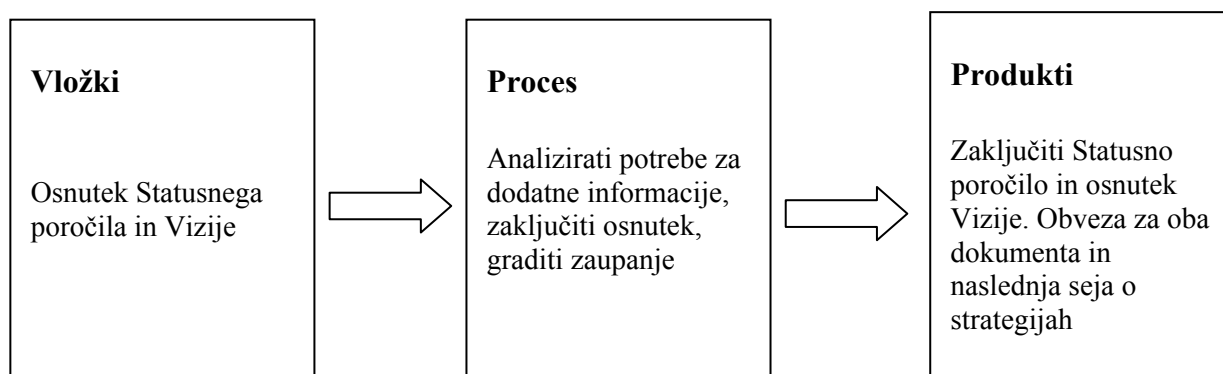 Vložki
Osnutek Statusnega
poročila in Vizije
Proces
Analizirati potrebe za
dodatne informacije,
zaključiti osnutek,
graditi zaupanje
Produkti
Zaključiti Statusno
poročilo in osnutek
Vizije. Obveza za oba
dokumenta in
naslednja seja o
strategijah